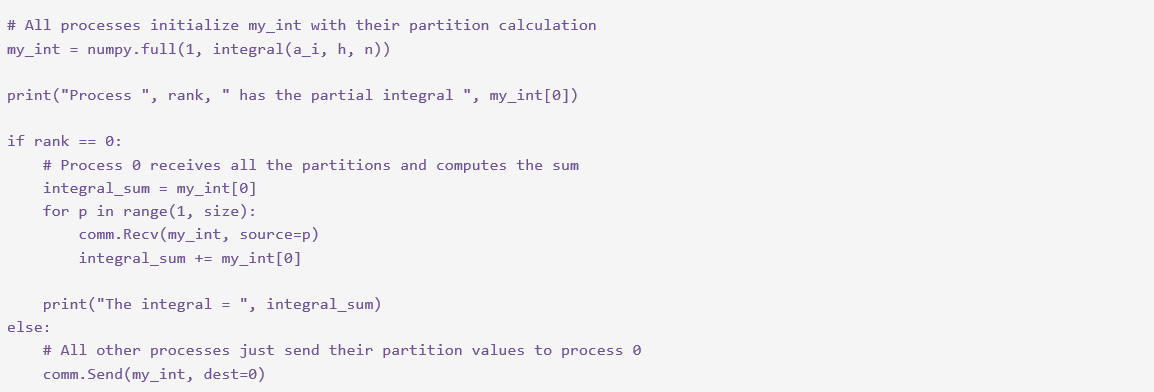 # All processes initialize my_int with their partition calculation
my_int = numpy.full(1, integral(a_i, h, n))

print("Process ", rank, " has the partial integral ", my_int[0])

if rank == 0:
    # Process 0 receives all the partitions and computes the sum
    integral_sum = my_int[0]
    for p in range(1, size):
        comm.Recv(my_int, source=p)
        integral_sum += my_int[0]

    print("The integral = ", integral_sum)
else:
    # All other processes just send their partition values to process 0
    comm.Send(my_int, dest=0)